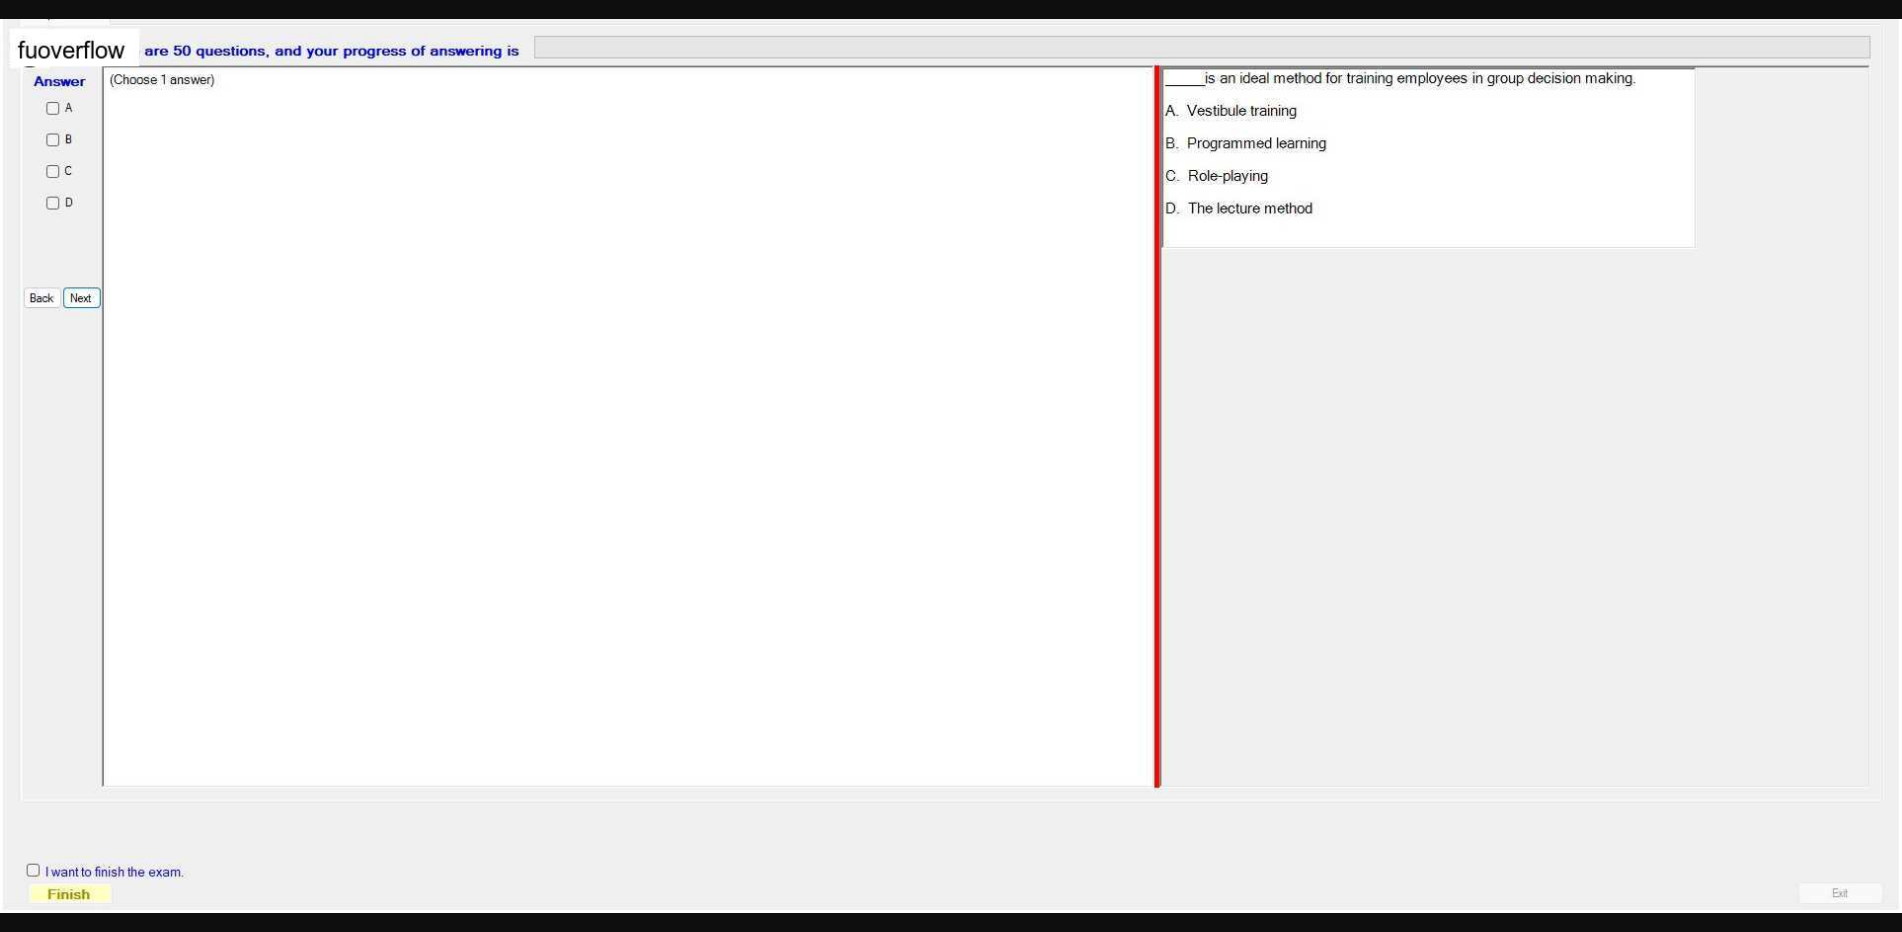 fuoverflow are 50 questions, and your progress of answering is
Answer
(Choose 1 answer)
A
B
C
D
Back Next
_____is an ideal method for training employees in group decision making.
A. Vestibule training
B. Programmed learning
C. Role-playing
D. The lecture method
I want to finish the exam.
Finish
Exit